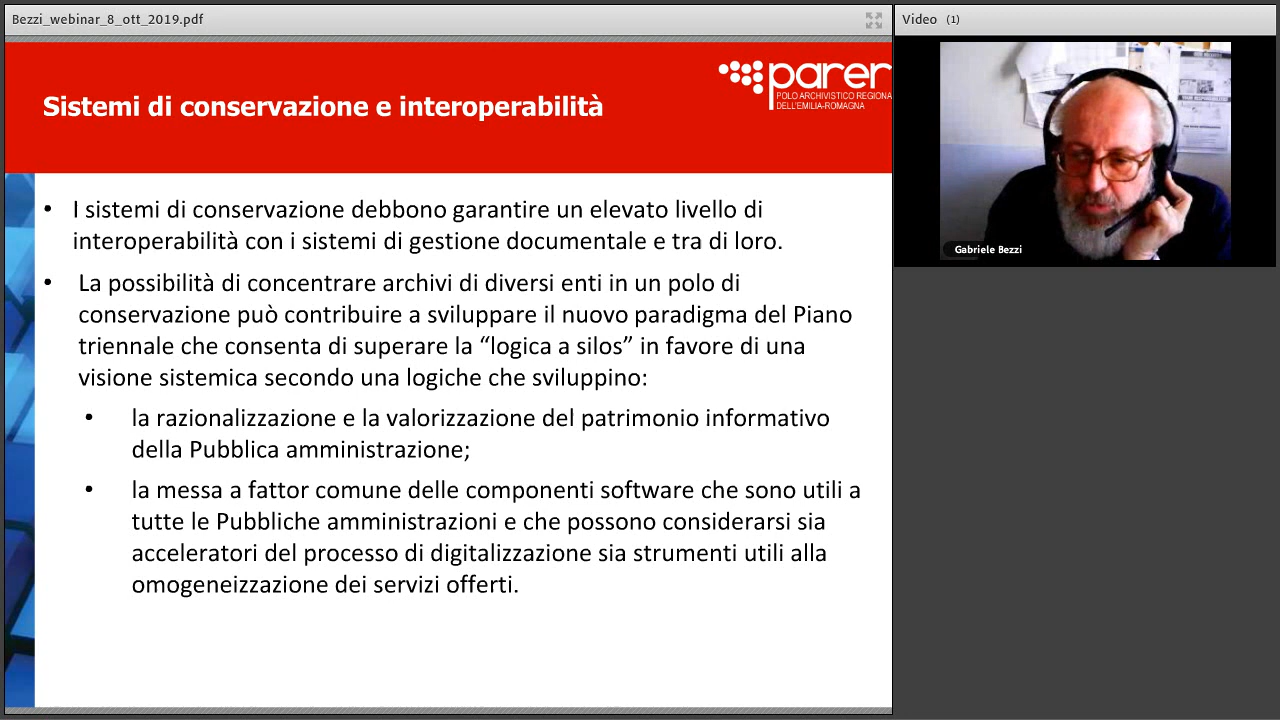 Bezzi_webinar_8_ott_2019.pdf
Video (1)
parer
POLO ARCHIVISTICO REGIONA
DELL'EMILIA-ROMAGNA
Sistemi di conservazione e interoperabilità
• I sistemi di conservazione debbono garantire un elevato livello di
interoperabilità con i sistemi di gestione documentale e tra di loro.
• La possibilità di concentrare archivi di diversi enti in un polo di
conservazione può contribuire a sviluppare il nuovo paradigma del Piano
triennale che consenta di superare la “logica a silos” in favore di una
visione sistemica secondo una logiche che sviluppino:
• la razionalizzazione e la valorizzazione del patrimonio informativo
della Pubblica amministrazione;
• la messa a fattor comune delle componenti software che sono utili a
tutte le Pubbliche amministrazioni e che possono considerarsi sia
acceleratori del processo di digitalizzazione sia strumenti utili alla
omogeneizzazione dei servizi offerti.
Gabriele Bezzi